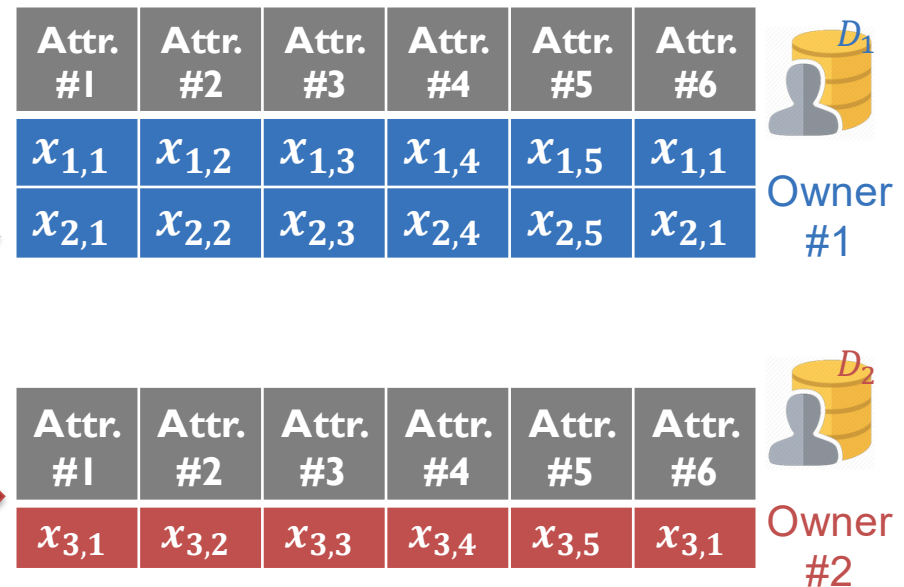 Attr. #1 Attr. #2 Attr. #3 Attr. #4 Attr. #5 Attr. #6 D₁
x₁,₁ x₁,₂ x₁,₃ x₁,₄ x₁,₅ x₁,₁
x₂,₁ x₂,₂ x₂,₃ x₂,₄ x₂,₅ x₂,₁
Owner
#1
Attr. #1 Attr. #2 Attr. #3 Attr. #4 Attr. #5 Attr. #6 D₂
x₃,₁ x₃,₂ x₃,₃ x₃,₄ x₃,₅ x₃,₁
Owner
#2